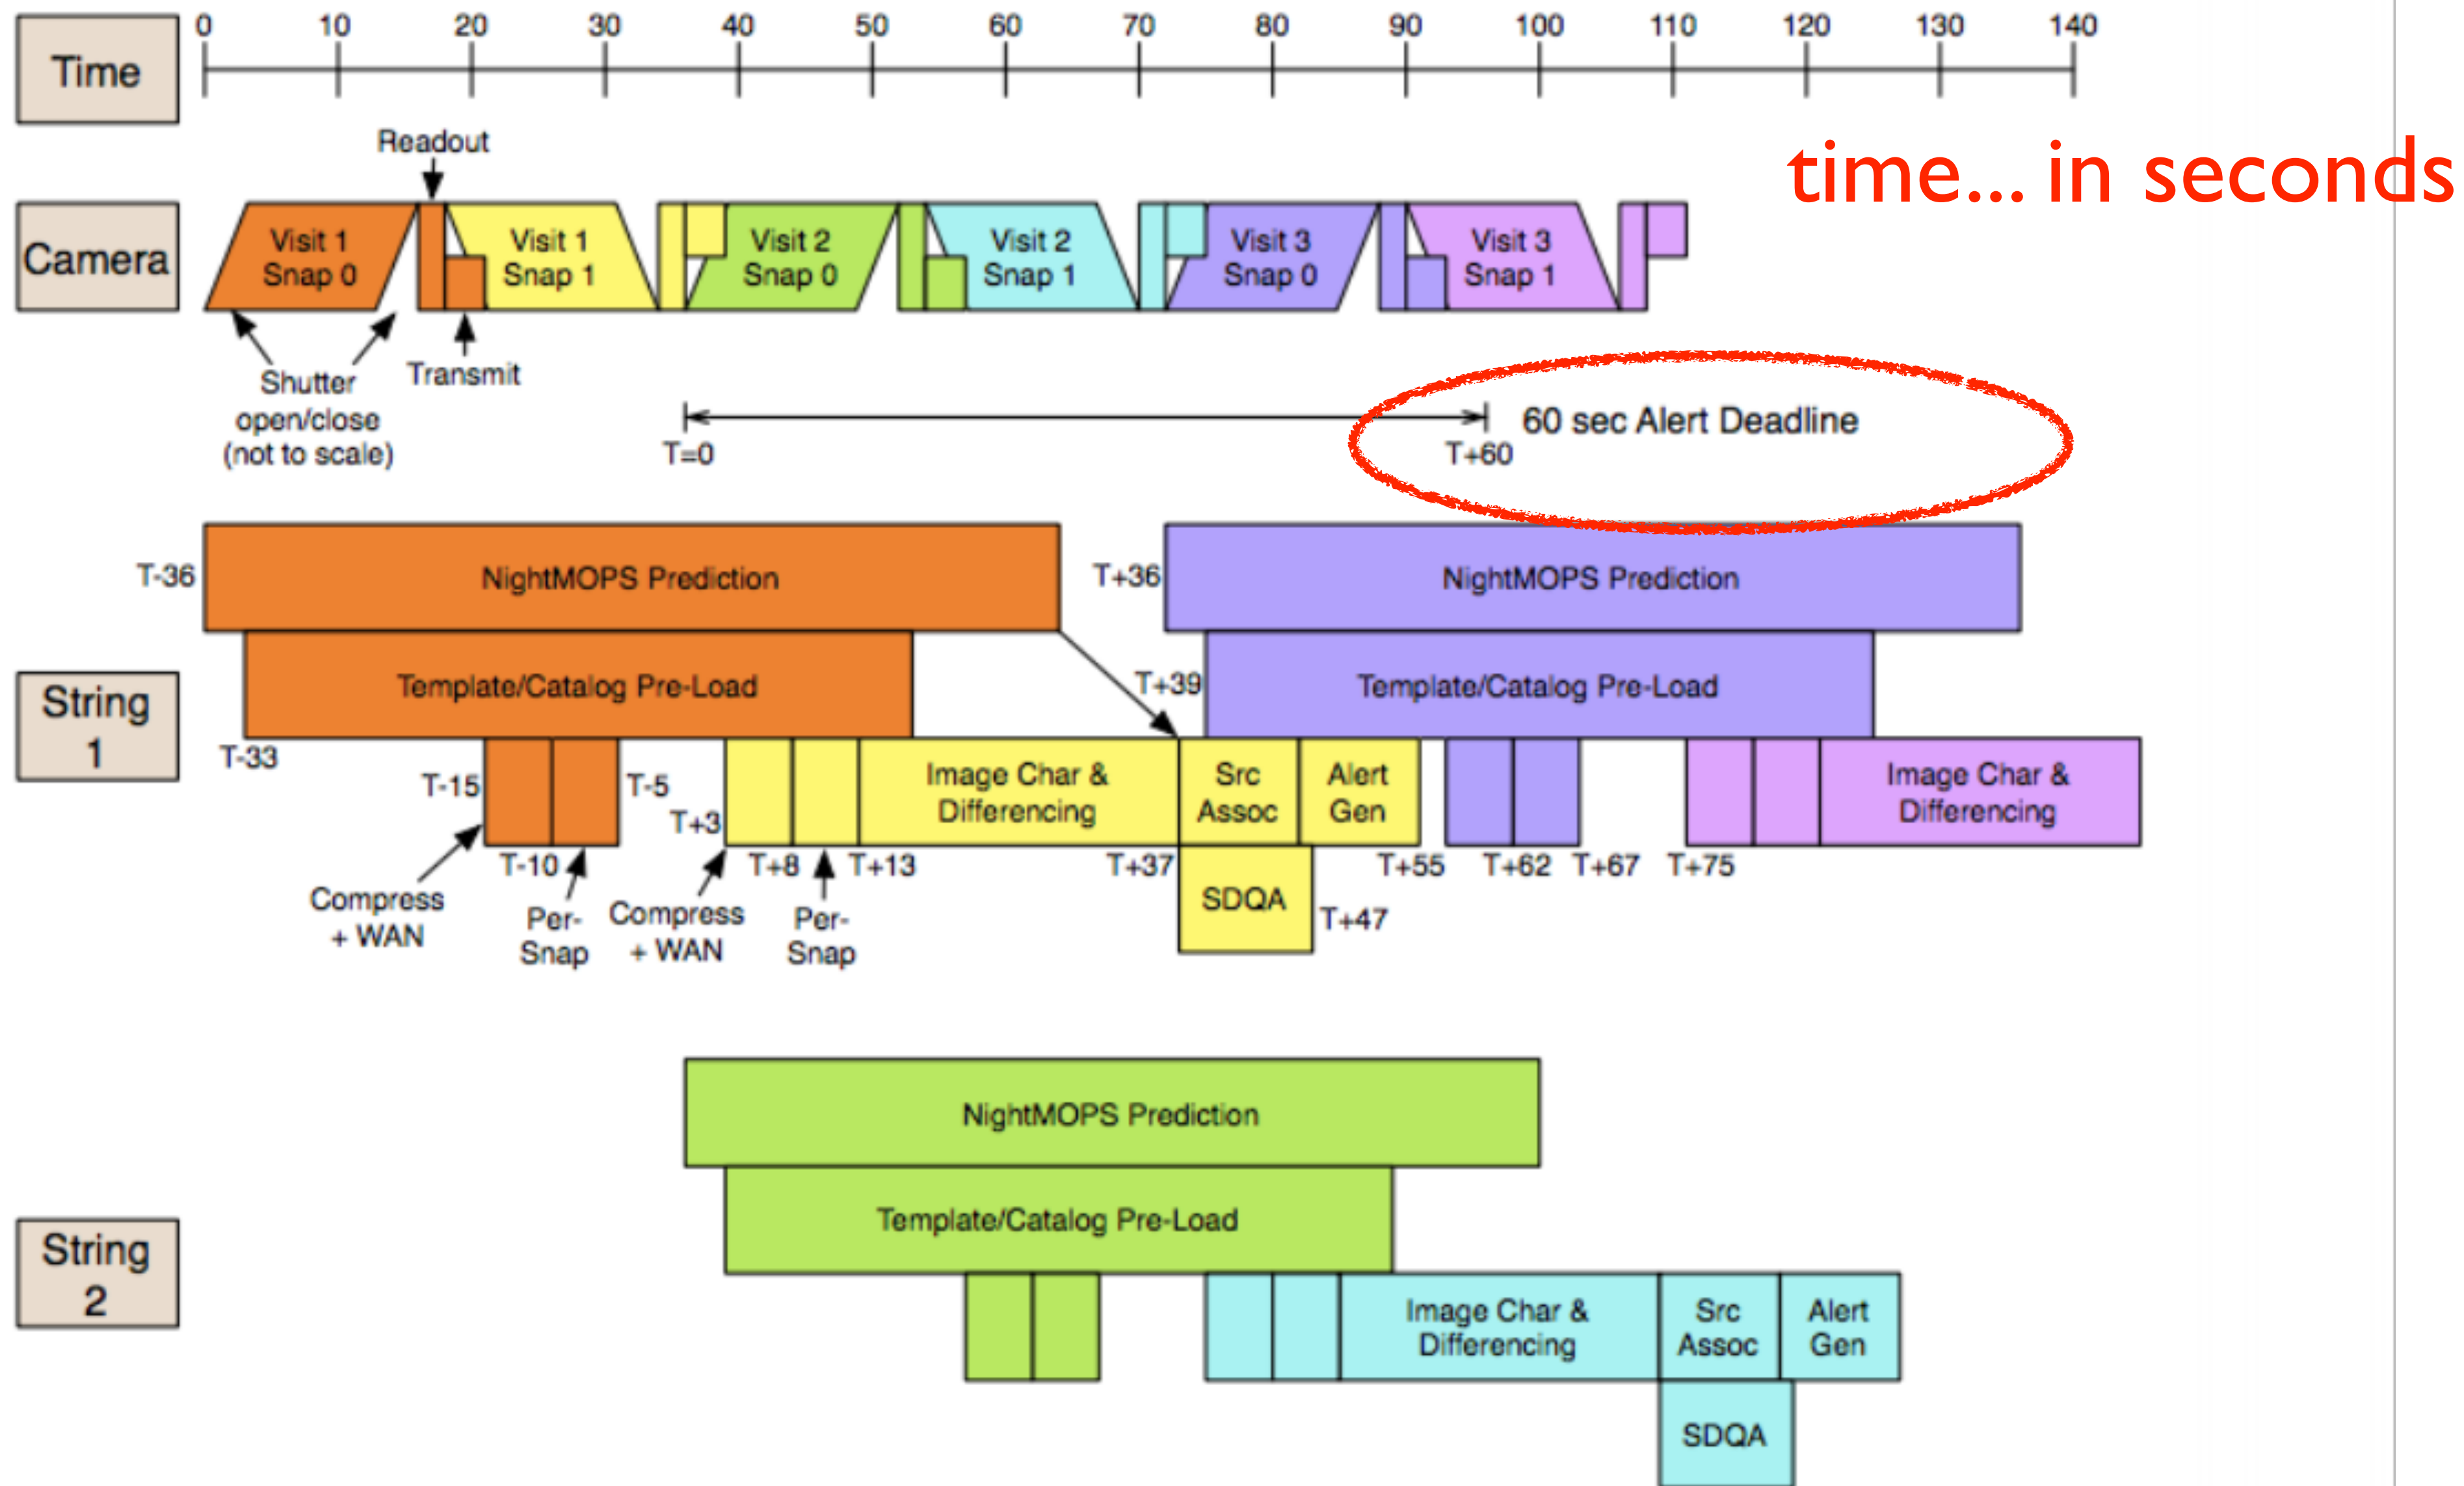 0 10 20 30 40 50 60 70 80 90 100 110 120 130 140
Time
time... in seconds
Readout
Camera
Visit 1
Snap 0
Visit 1
Snap 1
Visit 2
Snap 0
Visit 2
Snap 1
Visit 3
Snap 0
Visit 3
Snap 1
Shutter
open/close
(not to scale)
Transmit
60 sec Alert Deadline
T=0
T+60
T-36
NightMOPS Prediction
T+36
NightMOPS Prediction
String
1
Template/Catalog Pre-Load
T+39
Template/Catalog Pre-Load
T-33
T-15
T-5
T+3
Image Char &
Differencing
Src
Assoc
Alert
Gen
Image Char &
Differencing
T-10
T+8
T+13
T+37
T+55
T+62
T+67
T+75
Compress
+ WAN
Per-
Snap
Compress
+ WAN
Per-
Snap
SDQA
T+47
NightMOPS Prediction
String
2
Template/Catalog Pre-Load
Image Char &
Differencing
Src
Assoc
Alert
Gen
SDQA